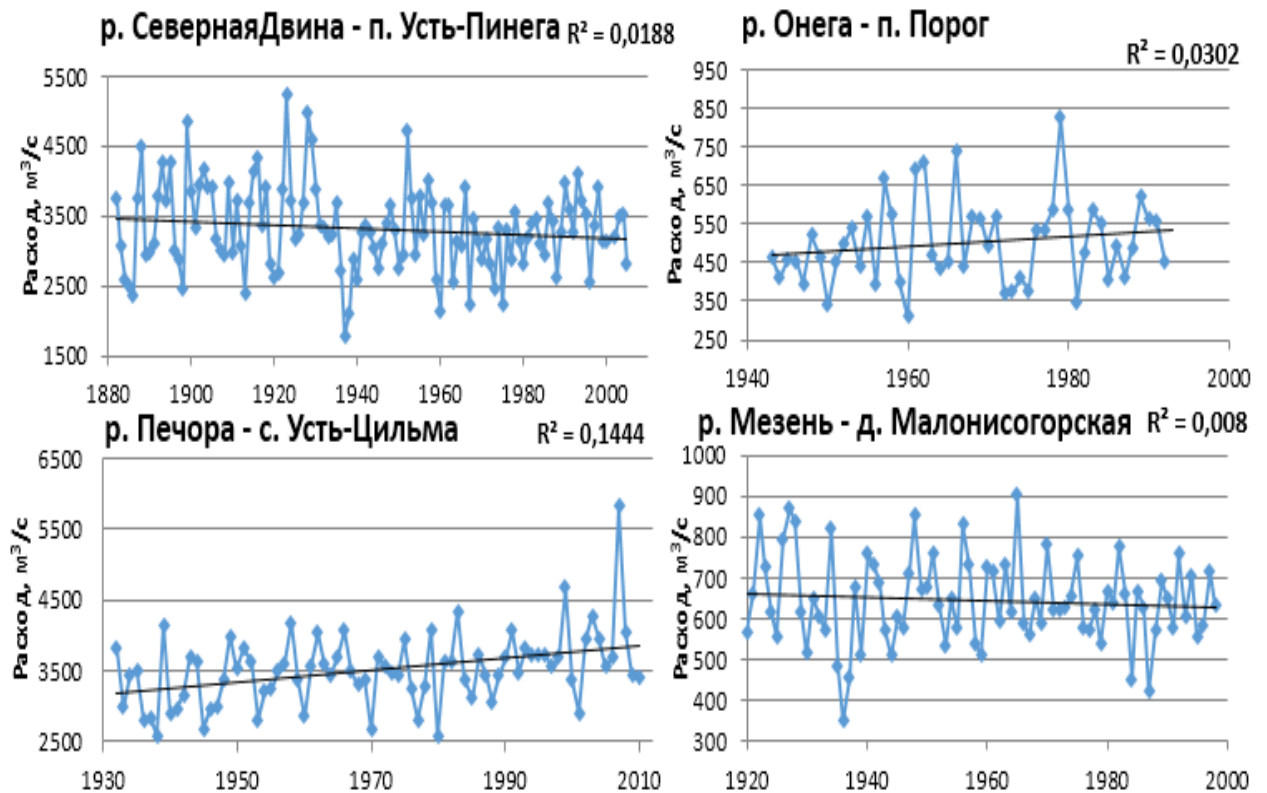 р. СевернаяДвина - п. Усть-Пинега R² = 0,0188
Расход, м³/с
5500
4500
3500
2500
1500
1880 1900 1920 1940 1960 1980 2000
р. Онега - п. Порог
R² = 0,0302
Расход, м³/с
950
850
750
650
550
450
350
250
1940 1960 1980 2000
р. Печора - с. Усть-Цильма R² = 0,1444
Расход, м³/с
6500
5500
4500
3500
2500
1930 1950 1970 1990 2010
р. Мезень - д. Малонисогорская R² = 0,008
Расход, м³/с
1000
900
800
700
600
500
400
300
1920 1940 1960 1980 2000